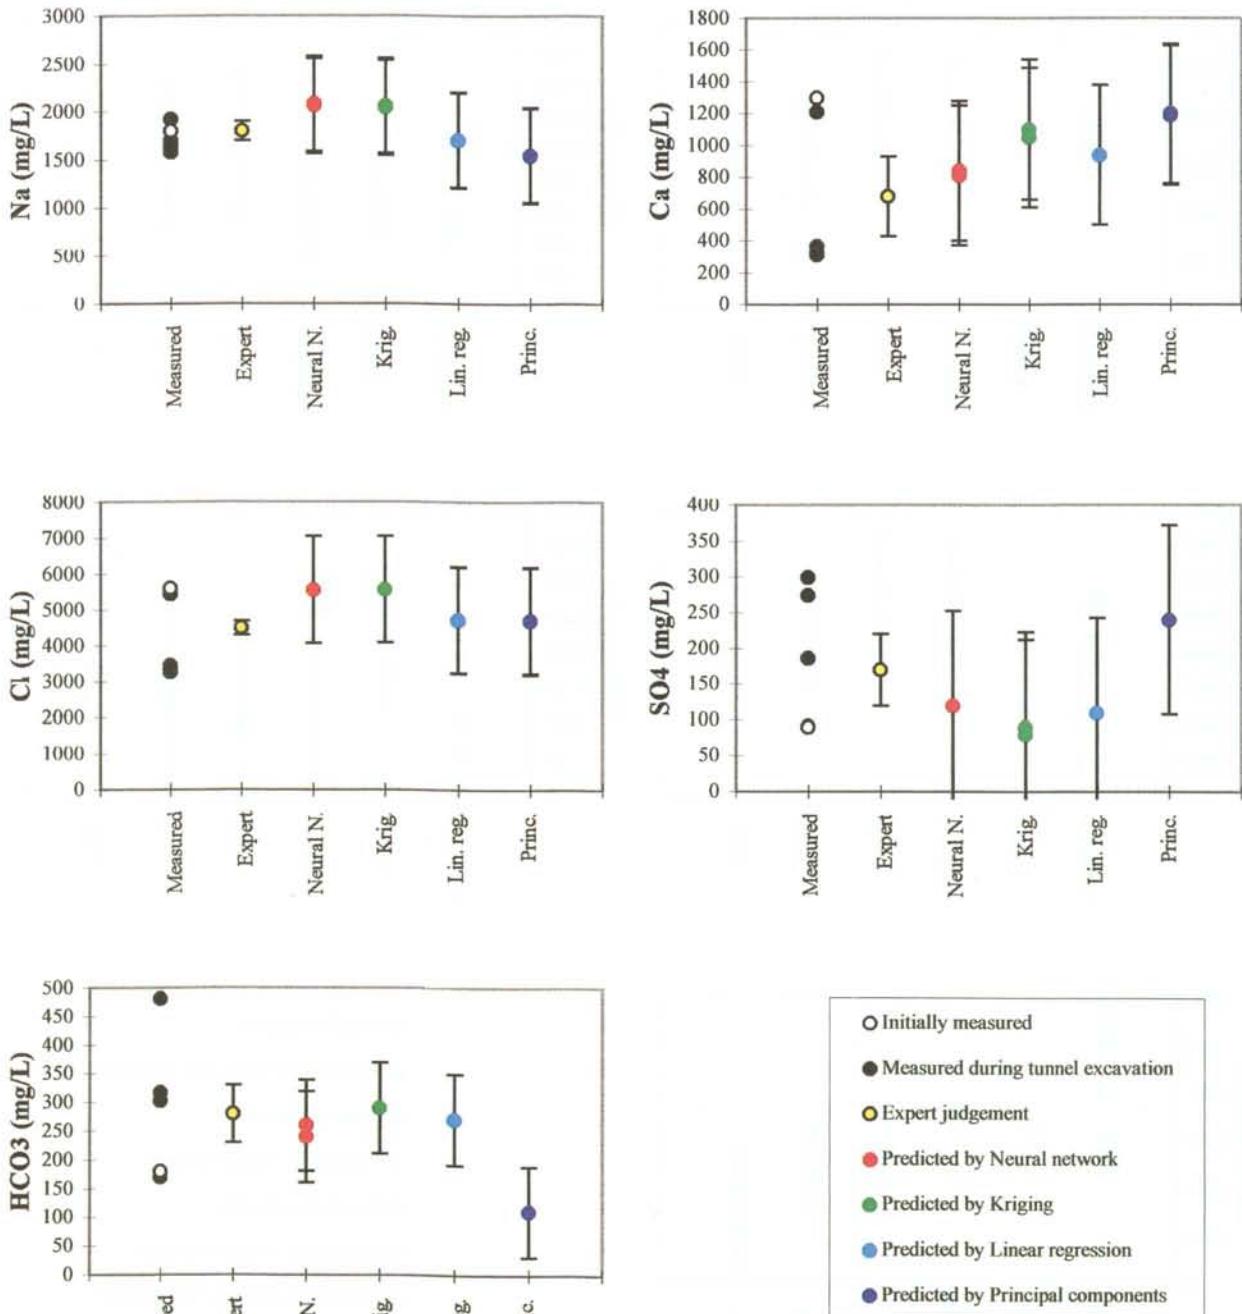 3000
2500
2000
1500
1000
500
0
Na (mg/L)
Measured
Expert
Neural N.
Krig.
Lin. reg.
Princ.
1800
1600
1400
1200
1000
800
600
400
200
0
Ca (mg/L)
Measured
Expert
Neural N.
Krig.
Lin. reg.
Princ.
8000
7000
6000
5000
4000
3000
2000
1000
0
Cl (mg/L)
Measured
Expert
Neural N.
Krig.
Lin. reg.
Princ.
400
350
300
250
200
150
100
50
0
SO4 (mg/L)
Measured
Expert
Neural N.
Krig.
Lin. reg.
Princ.
500
450
400
350
300
250
200
150
100
50
0
HCO3 (mg/L)
ed
ert
N.
ig.
g.
c.
Initially measured
Measured during tunnel excavation
Expert judgement
Predicted by Neural network
Predicted by Kriging
Predicted by Linear regression
Predicted by Principal components